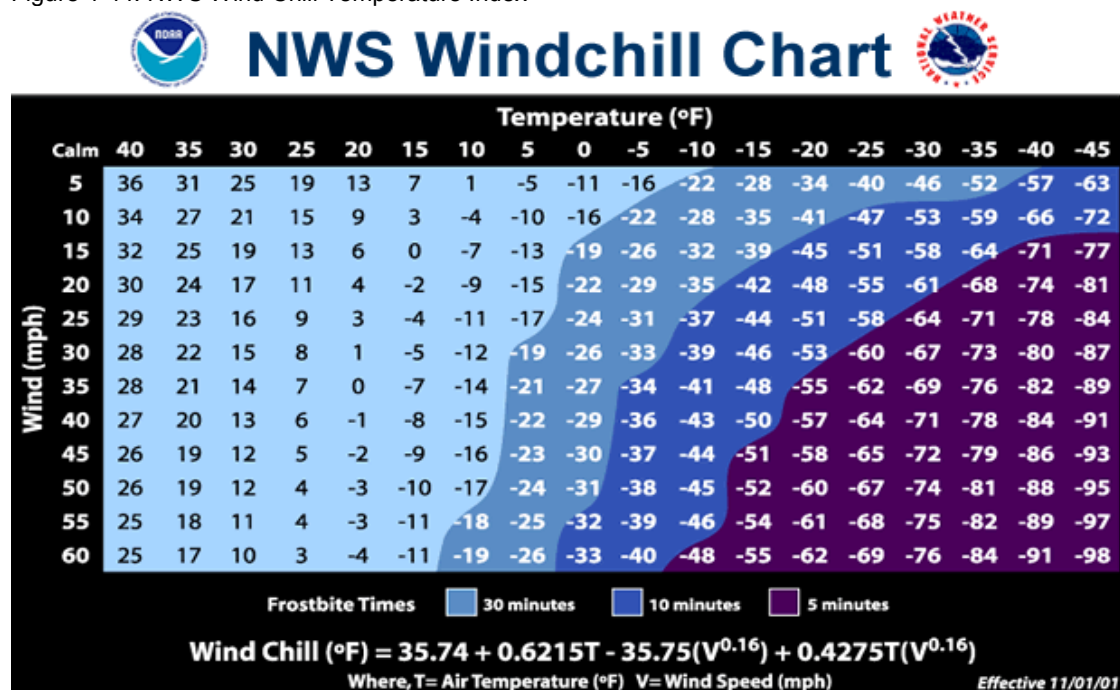 NWS Windchill Chart
NOAA
NATIONAL WEATHER SERVICE
Temperature (ºF)
Calm 40 35 30 25 20 15 10 5 0 -5 -10 -15 -20 -25 -30 -35 -40 -45
5 36 31 25 19 13 7 1 -5 -11 -16 -22 -28 -34 -40 -46 -52 -57 -63
10 34 27 21 15 9 3 -4 -10 -16 -22 -28 -35 -41 -47 -53 -59 -66 -72
15 32 25 19 13 6 0 -7 -13 -19 -26 -32 -39 -45 -51 -58 -64 -71 -77
20 30 24 17 11 4 -2 -9 -15 -22 -29 -35 -42 -48 -55 -61 -68 -74 -81
25 29 23 16 9 3 -4 -11 -17 -24 -31 -37 -44 -51 -58 -64 -71 -78 -84
30 28 22 15 8 1 -5 -12 -19 -26 -33 -39 -46 -53 -60 -67 -73 -80 -87
35 28 21 14 7 0 -7 -14 -21 -27 -34 -41 -48 -55 -62 -69 -76 -82 -89
40 27 20 13 6 -1 -8 -15 -22 -29 -36 -43 -50 -57 -64 -71 -78 -84 -91
45 26 19 12 5 -2 -9 -16 -23 -30 -37 -44 -51 -58 -65 -72 -79 -86 -93
50 26 19 12 4 -3 -10 -17 -24 -31 -38 -45 -52 -60 -67 -74 -81 -88 -95
55 25 18 11 4 -3 -11 -18 -25 -32 -39 -46 -54 -61 -68 -75 -82 -89 -97
60 25 17 10 3 -4 -11 -19 -26 -33 -40 -48 -55 -62 -69 -76 -84 -91 -98
Wind (mph)
Frostbite Times 30 minutes 10 minutes 5 minutes
Wind Chill (ºF) = 35.74 + 0.6215T - 35.75(V^0.16) + 0.4275T(V^0.16)
Where, T= Air Temperature (ºF) V= Wind Speed (mph)
Effective 11/01/01